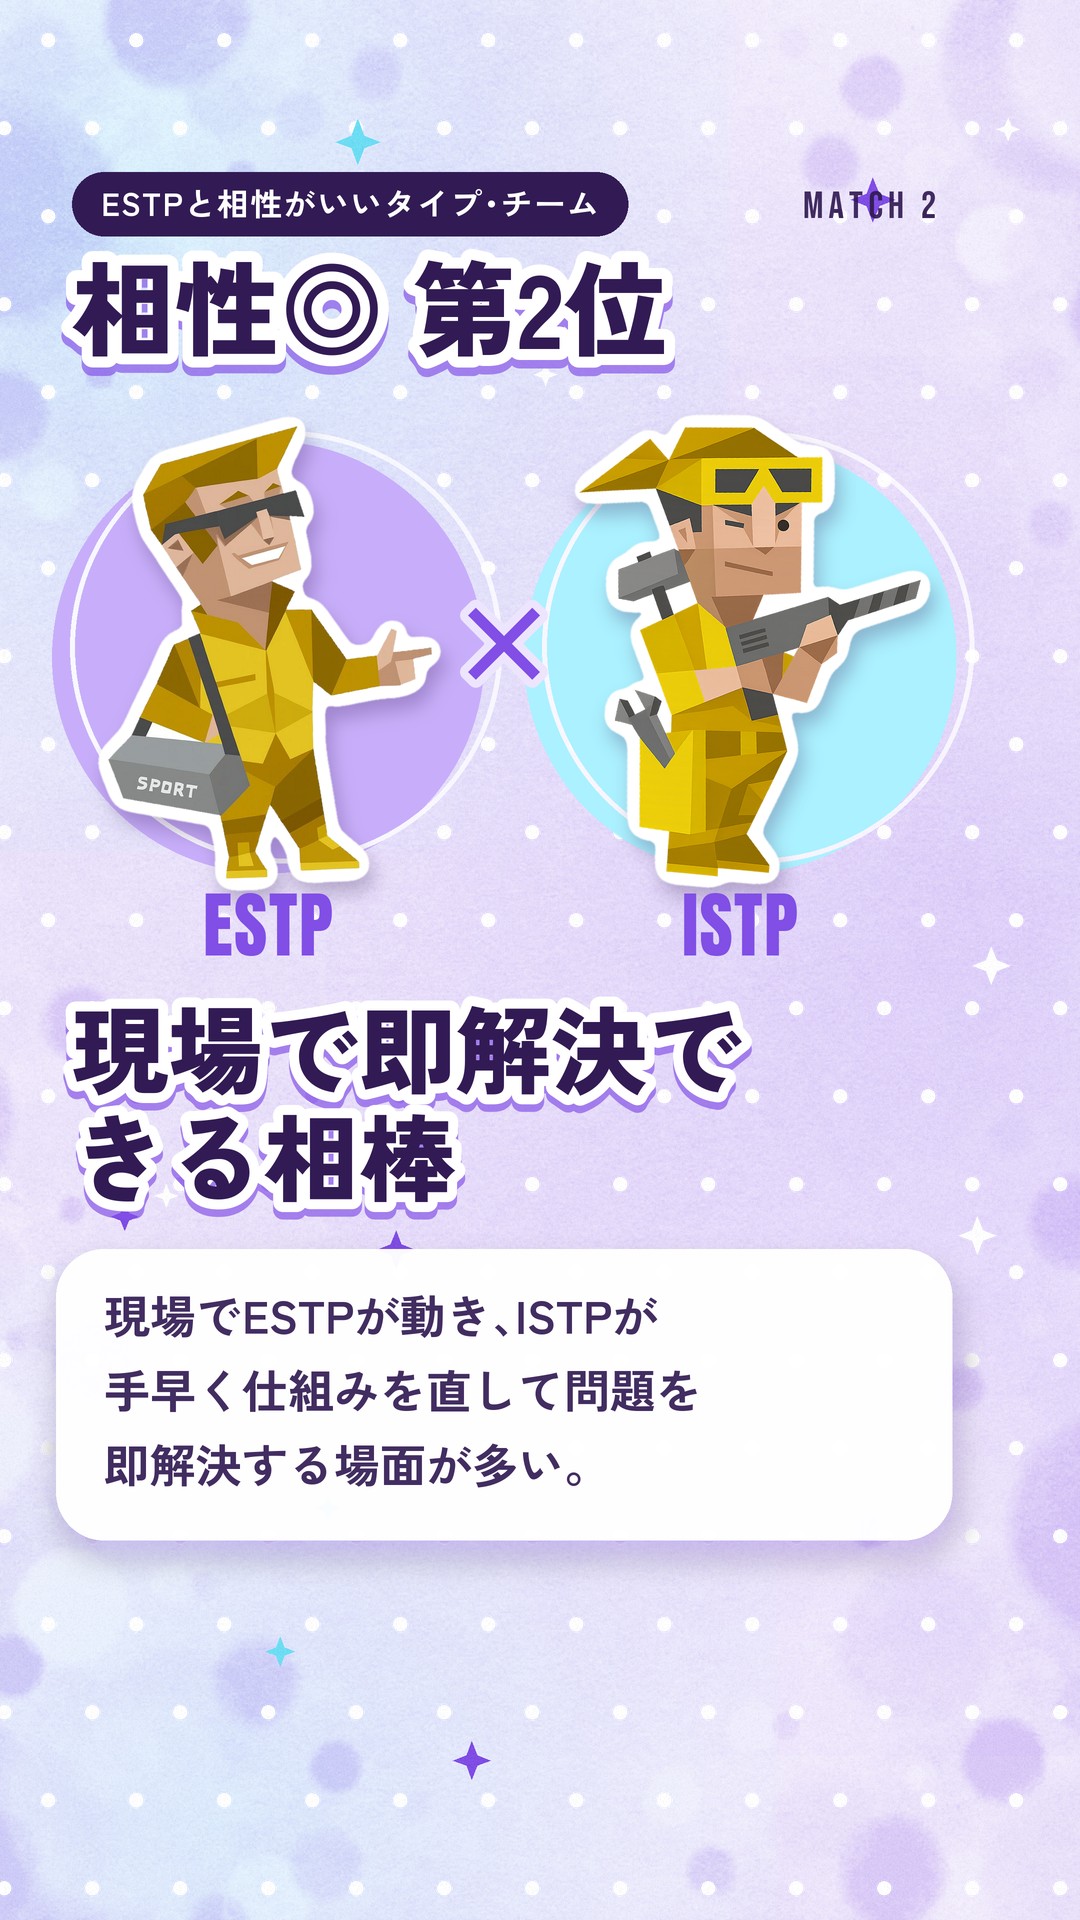 ESTPと相性がいいタイプ・チーム
MATCH 2
相性◎ 第2位
SPORT
ESTP
ISTP
現場で即解決で
きる相棒
現場でESTPが動き、ISTPが
手早く仕組みを直して問題を
即解決する場面が多い。